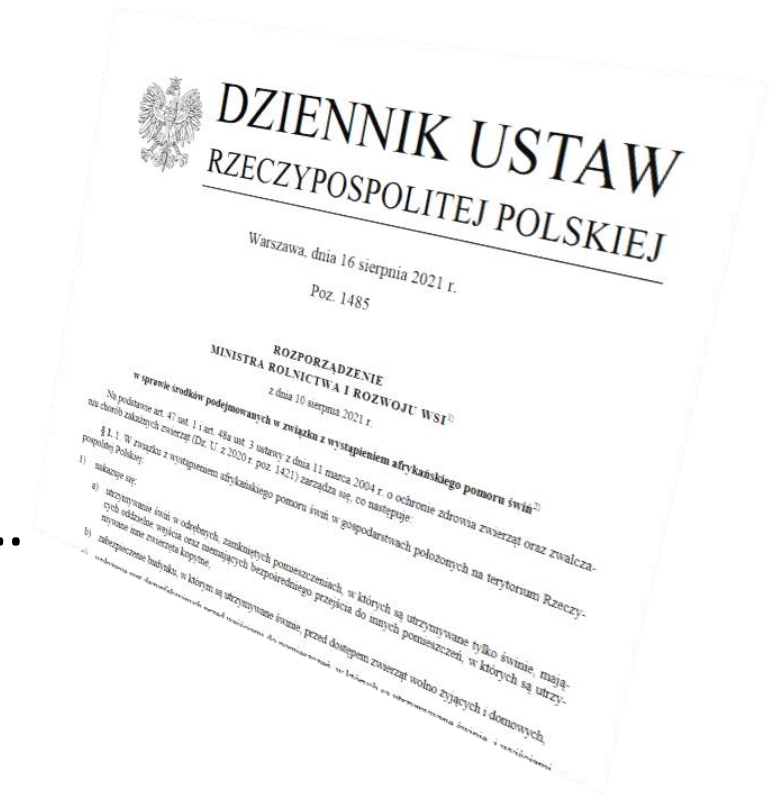 DZIENNIK USTAW
RZECZYPOSPOLITEJ POLSKIEJ
Warszawa, dnia 16 sierpnia 2021 r.
Poz. 1485
ROZPORZĄDZENIE
MINISTRA ROLNICTWA I ROZWOJU WSI1)
z dnia 10 sierpnia 2021 r.
w sprawie środków podejmowanych w związku z wystąpieniem afrykańskiego pomoru świń2)
Na podstawie art. 47 ust. 1 i art. 48a ust. 3 ustawy z dnia 11 marca 2004 r. o ochronie zdrowia zwierząt oraz zwalcza-
niu chorób zakaźnych zwierząt (Dz. U. z 2020 r. poz. 1421) zarządza się, co następuje:
§ 1. 1. W związku z wystąpieniem afrykańskiego pomoru świń w gospodarstwach położonych na terytorium Rzeczy-
pospolitej Polskiej:
1) nakazuje się:
a) utrzymywanie świń w odrębnych, zamkniętych pomieszczeniach, w których są utrzymywane tylko świnie, mają-
cych oddzielne wejścia oraz niemających bezpośredniego przejścia do innych pomieszczeń, w których są utrzy-
mywane inne zwierzęta kopytne,
b) zabezpieczenie budynku, w którym są utrzymywane świnie, przed dostępem zwierząt wolno żyjących i domowych,
..